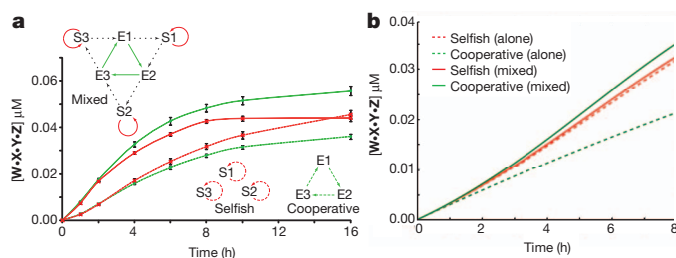 a
S3 E1 S1
E3 E2
Mixed S2
[W•X•Y•Z] μM
0.06
0.04
0.02
0.00
S1
S3 S2
Selfish
E1
E3 E2
Cooperative
0 4 8 12 16
Time (h)
b
[W•X•Y•Z] μM
0.04
0.03
0.02
0.01
0.00
Selfish (alone)
Cooperative (alone)
Selfish (mixed)
Cooperative (mixed)
0 2 4 6 8
Time (h)